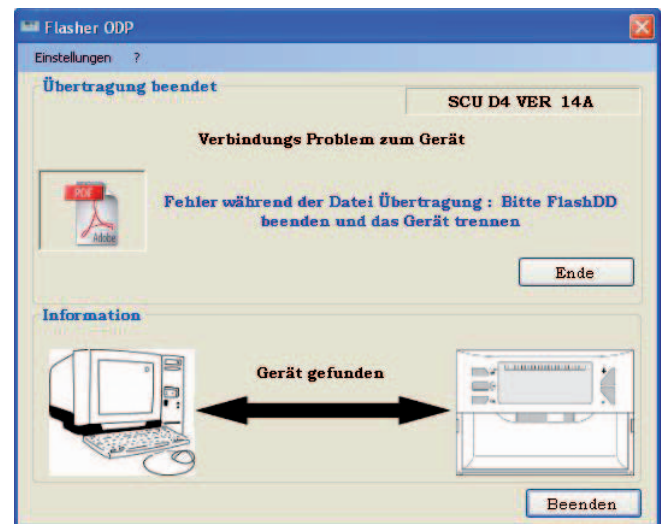 Flasher ODP
Einstellungen ?
Übertragung beendet
SCU D4 VER 14A
Verbindungs Problem zum Gerät
PDF
Adobe
Fehler während der Datei Übertragung : Bitte FlashDD
beenden und das Gerät trennen
Ende
Information
Gerät gefunden
Beenden